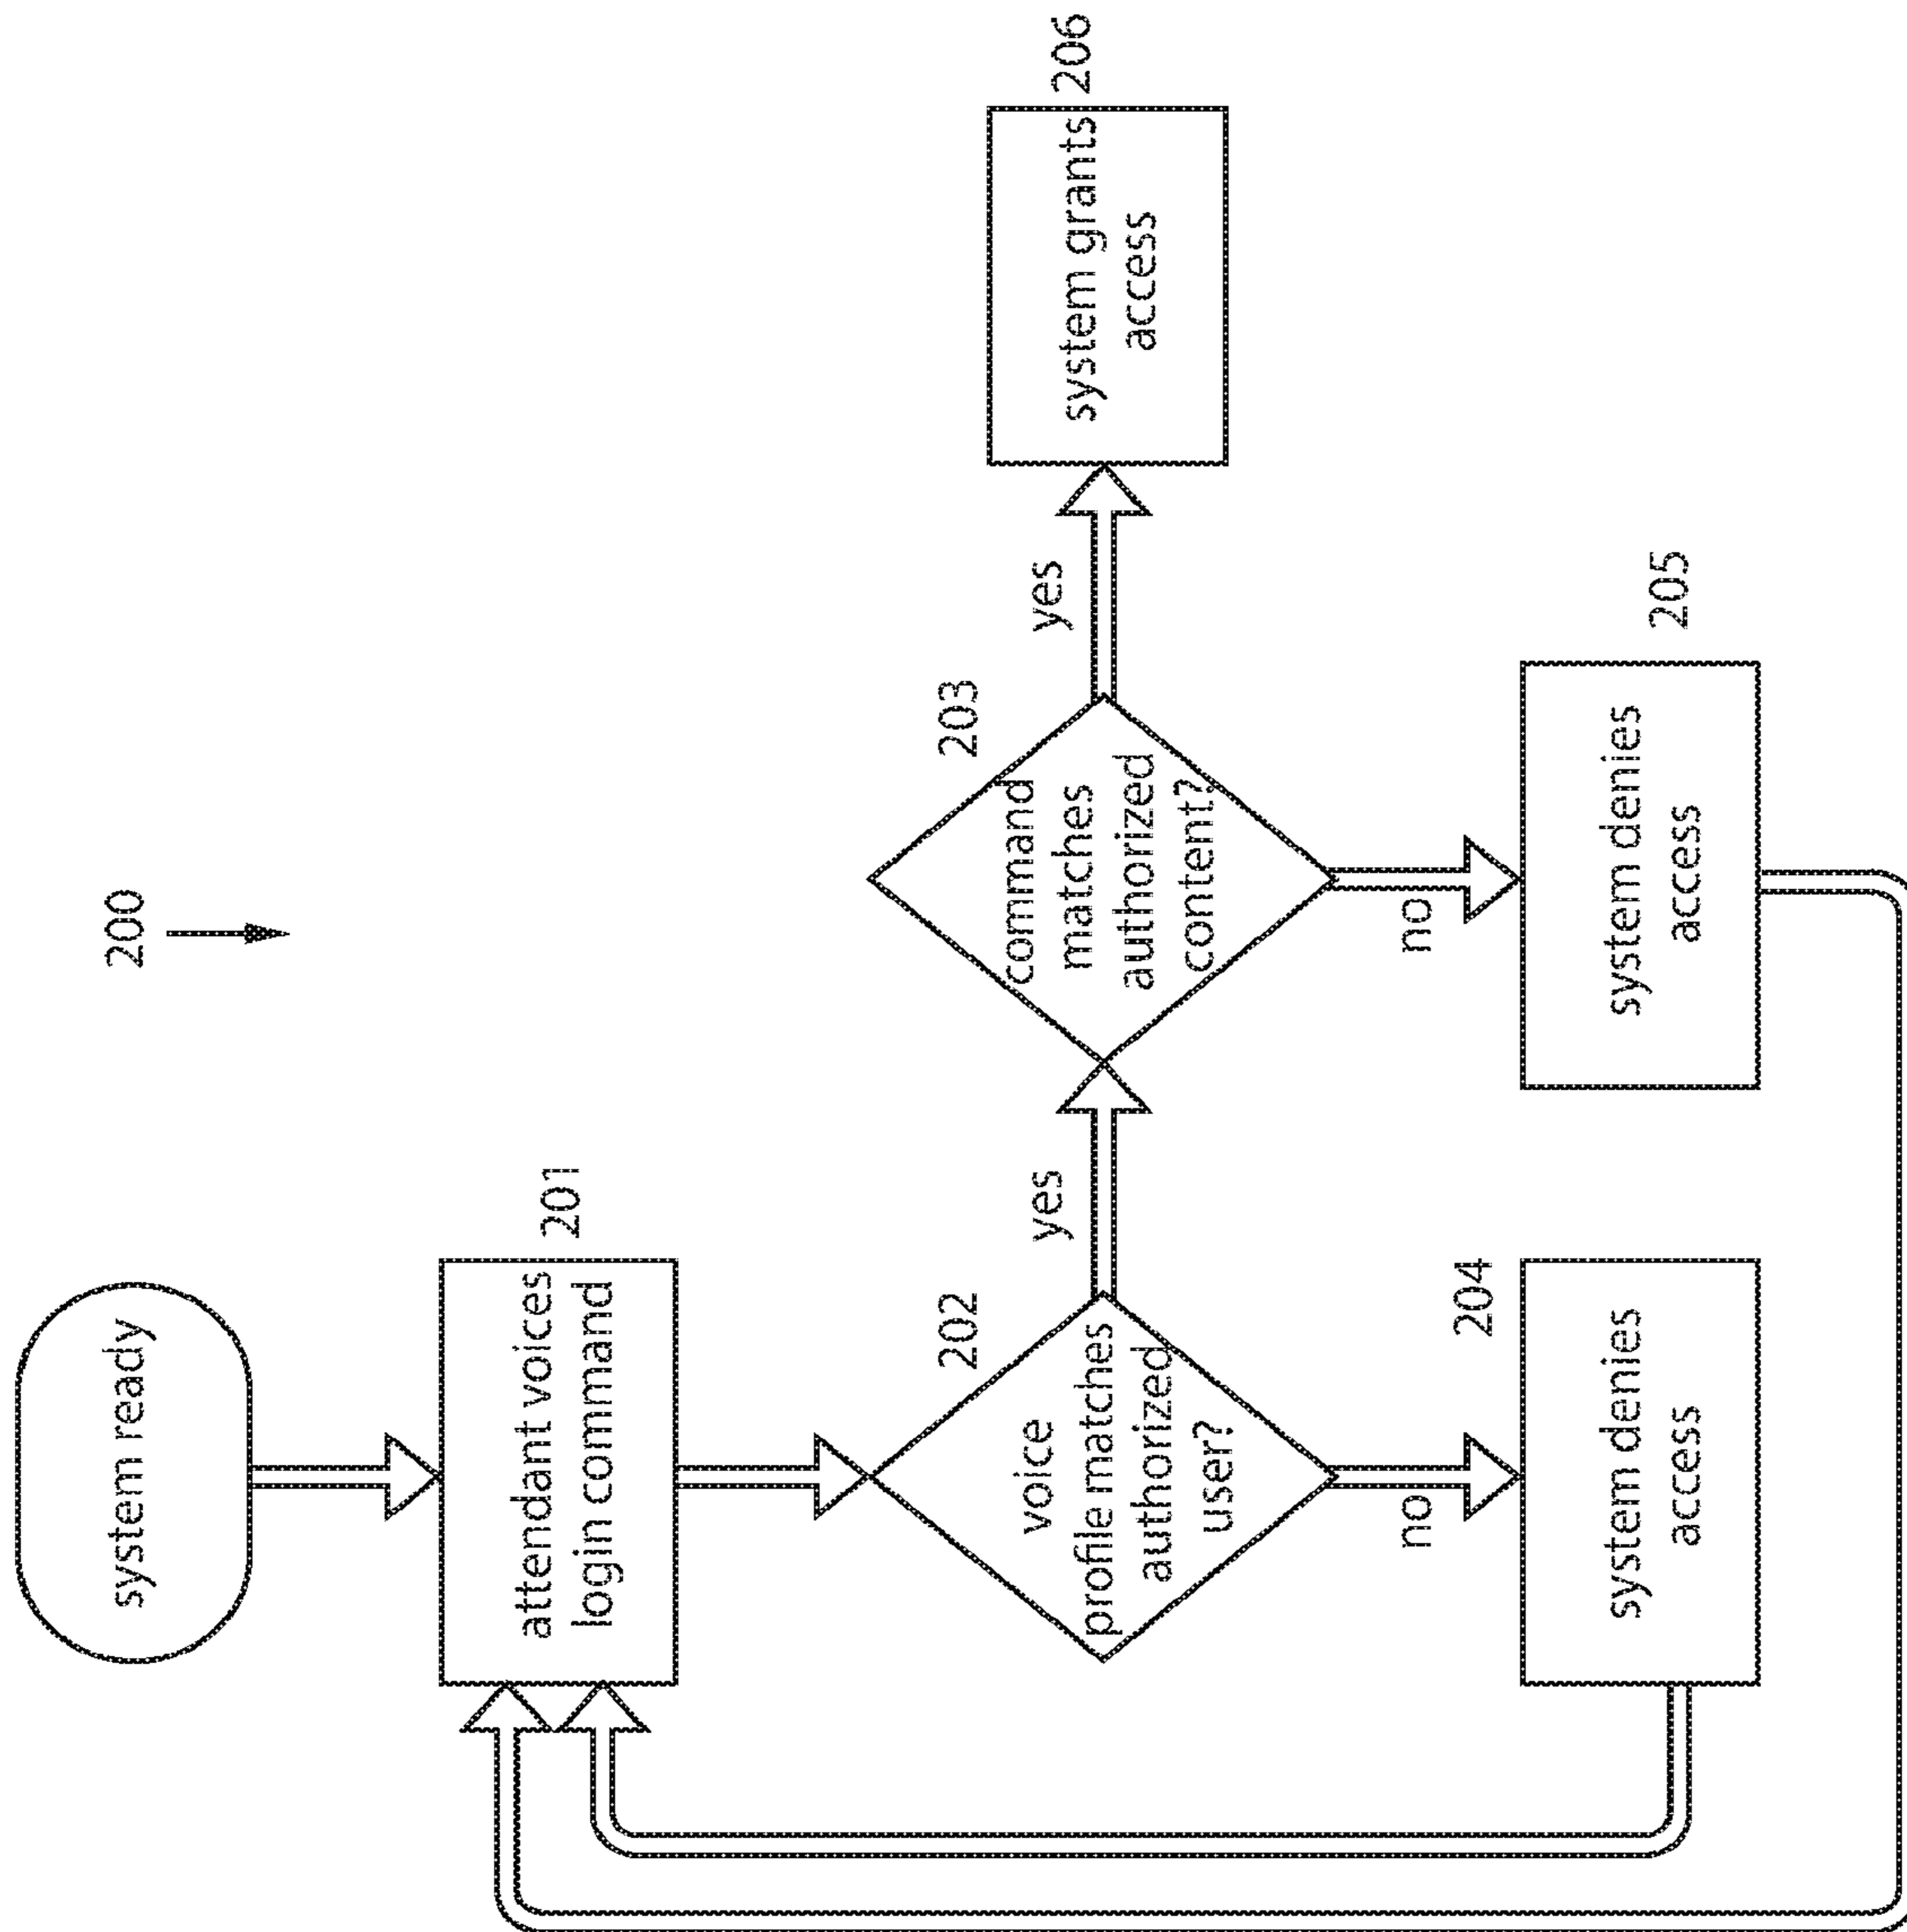 200
system ready
attendant voices
login command
201
voice
profile matches
authorized
user?
202
yes
no
command
matches
authorized
content?
203
yes
no
system grants
access
206
system denies
access
204
system denies
access
205